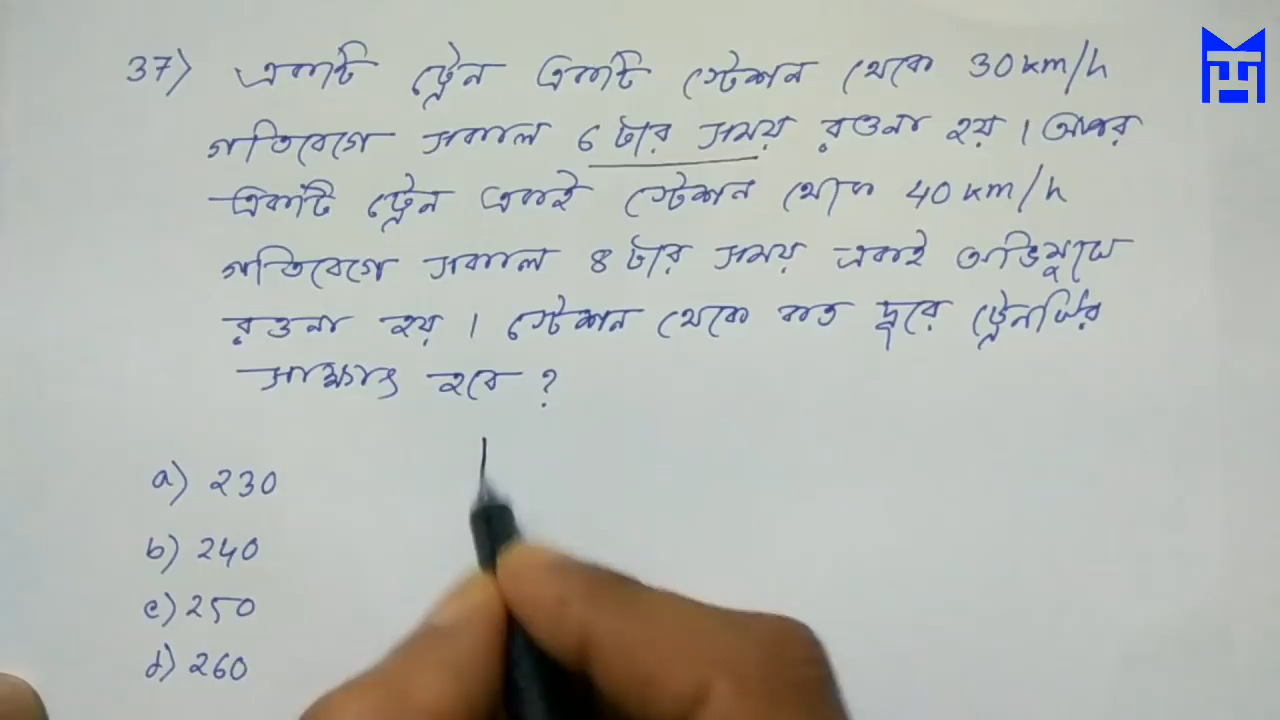 37) একটি ট্রেন একটি স্টেশন থেকে 30 km/h
গতিবেগে সকাল 6 টার সময় রওনা হয়। অপর
একটি ট্রেন একই স্টেশন থেকে 40 km/h
গতিবেগে সকাল 8 টার সময় একই অভিমুখে
রওনা হয়। স্টেশন থেকে কত দূরে ট্রেনটির
সাক্ষাৎ হবে ?
a) 230
b) 240
c) 250
d) 260